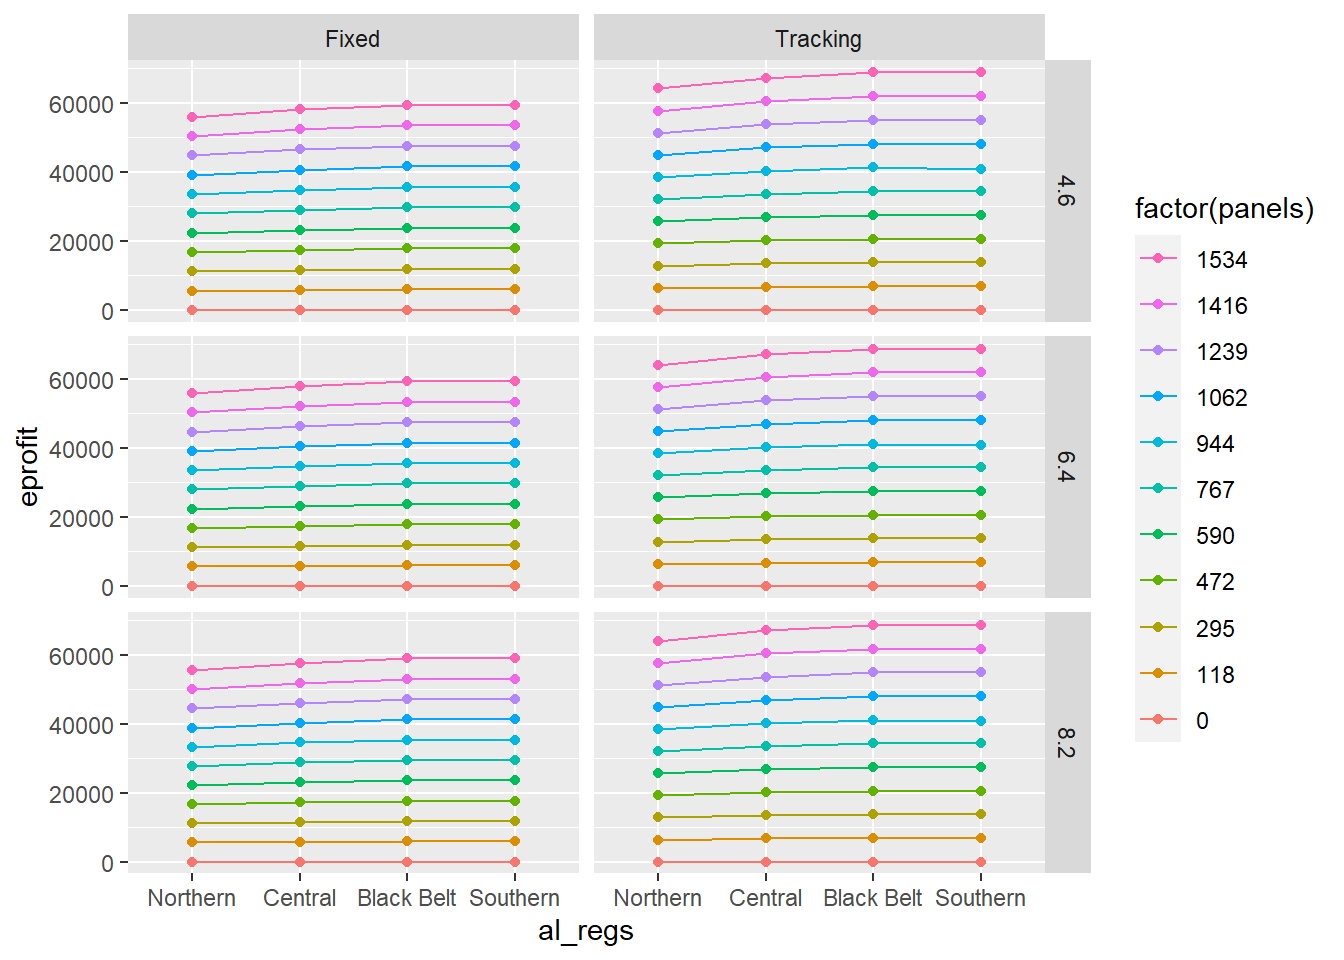 Fixed
Tracking
60000
40000
20000
0
4.6
60000
40000
20000
0
6.4
60000
40000
20000
0
8.2
Northern
Central
Black Belt
Southern
Northern
Central
Black Belt
Southern
al_regs
eprofit
factor(panels)
1534
1416
1239
1062
944
767
590
472
295
118
0